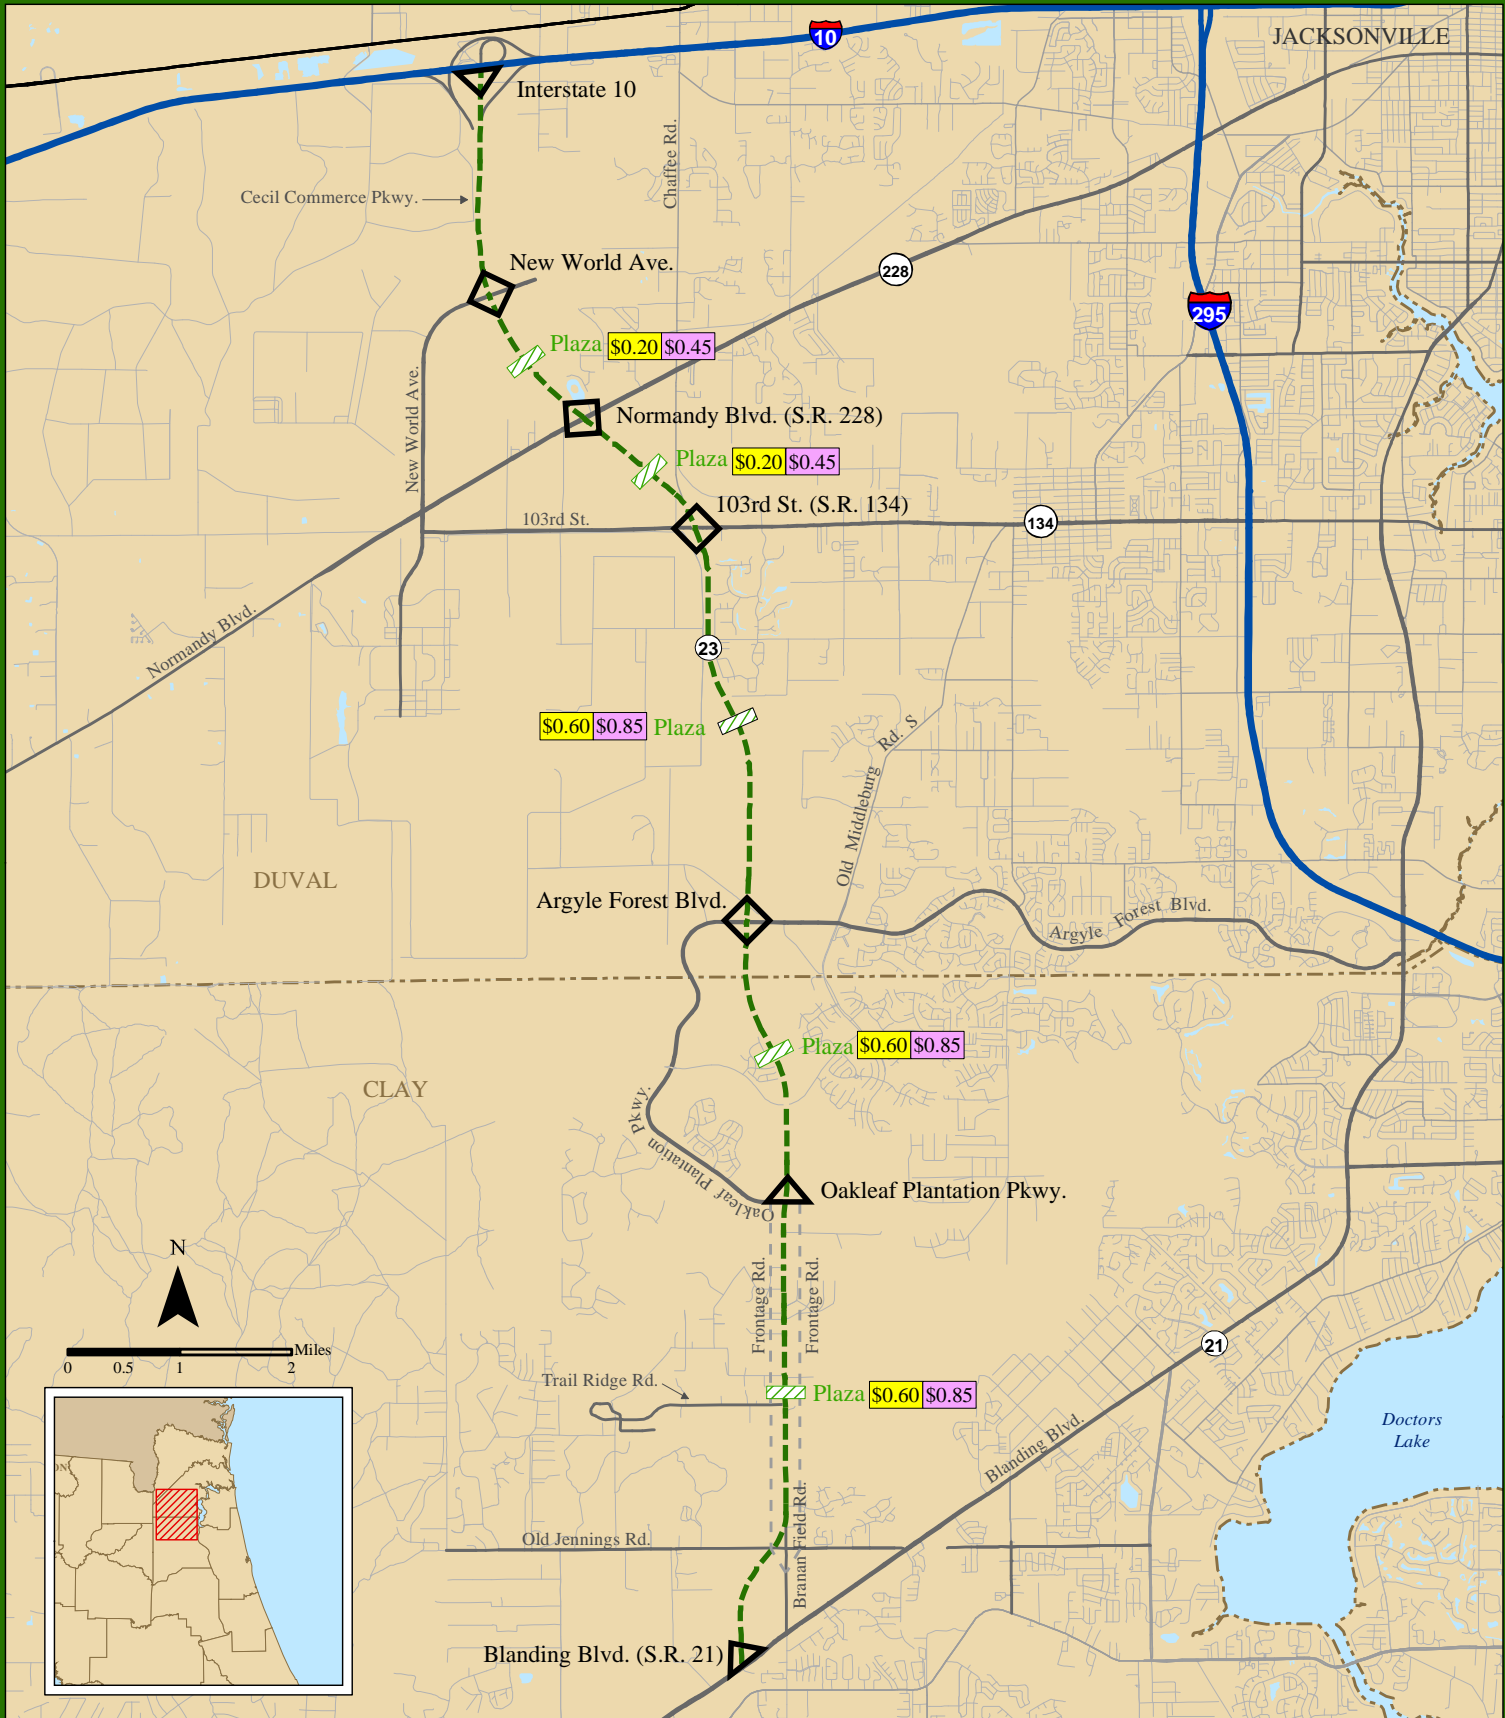 JACKSONVILLE
10
Interstate 10
Chaffee Rd.
Cecil Commerce Pkwy.
New World Ave.
228
295
Plaza $0.20 $0.45
New World Ave.
Normandy Blvd. (S.R. 228)
Plaza $0.20 $0.45
103rd St. (S.R. 134)
103rd St.
134
Normandy Blvd.
23
$0.60 $0.85 Plaza
Old Middleburg Rd. S
DUVAL
Argyle Forest Blvd.
Argyle Forest Blvd.
Plaza $0.60 $0.85
CLAY
Oakleaf Plantation Pkwy.
Oakleaf Plantation Pkwy.
N
Frontage Rd.
Frontage Rd.
21
Miles
0 0.5 1 2
Trail Ridge Rd.
Plaza $0.60 $0.85
Doctors
Lake
Blanding Blvd.
Branan Field Rd.
Old Jennings Rd.
Blanding Blvd. (S.R. 21)